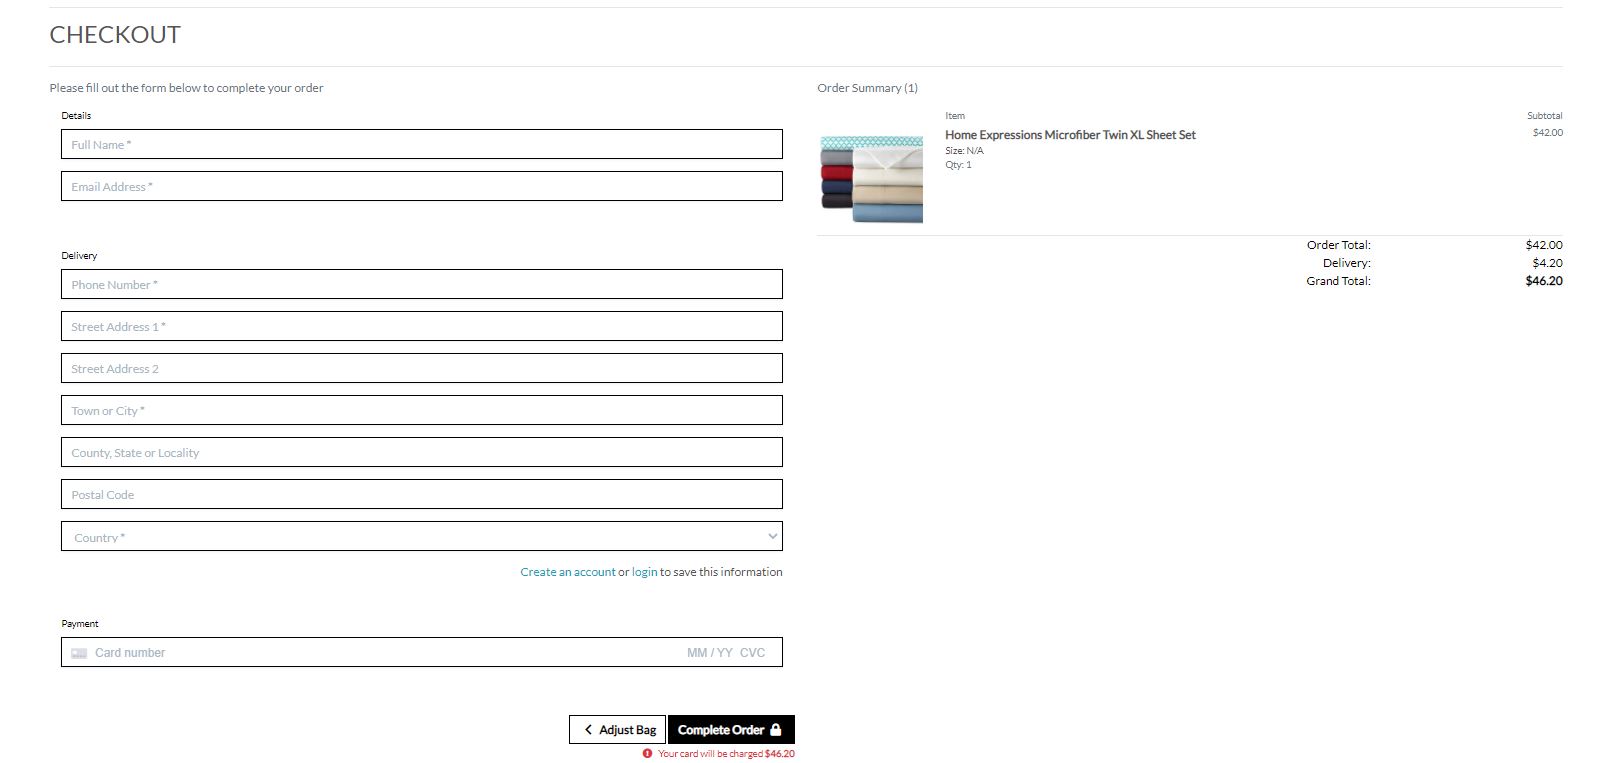 CHECKOUT
Please fill out the form below to complete your order
Details
Full Name *
Email Address *
Delivery
Phone Number *
Street Address 1 *
Street Address 2
Town or City *
County, State or Locality
Postal Code
Country *
Create an account or login to save this information
Payment
Card number MM / YY CVC
Adjust Bag Complete Order
Your card will be charged $46.20
Order Summary (1)
Item Subtotal
Home Expressions Microfiber Twin XL Sheet Set $42.00
Size: N/A
Qty: 1
Order Total: $42.00
Delivery: $4.20
Grand Total: $46.20